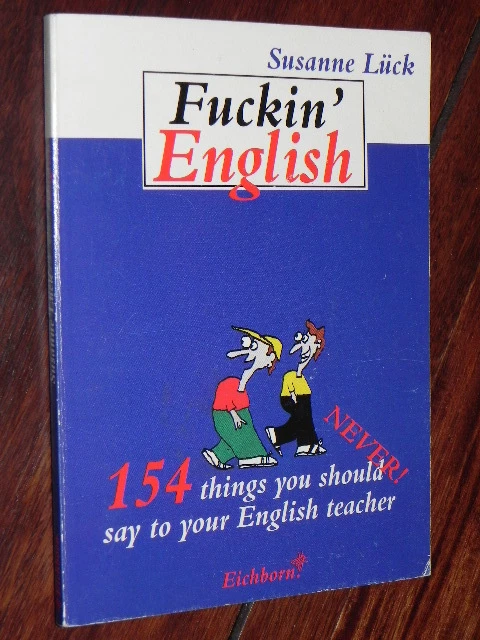 Susanne Lück
Fuckin'
English
NEVER!
154 things you should
say to your English teacher
Eichborn.